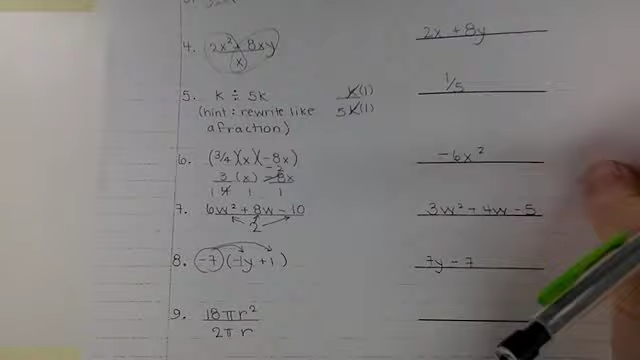 4. 2x² + 8xy / x 2x + 8y
5. k ÷ 5k k(1) / 5k(1) 1/5
(hint : rewrite like
a fraction)
6. (3/4)(x)(-8x) -6x²
3 (x) -8x -2
1 4 1 1
7. 6w² + 8w - 10 3w² + 4w - 5
2
8. -7 (-1y + 1) 7y - 7
9. 18πr²
2πr